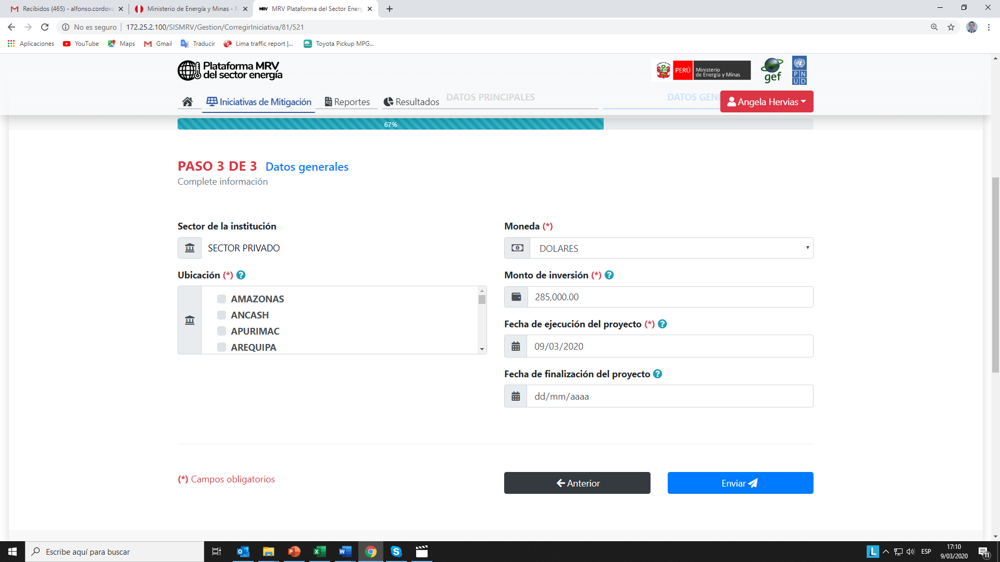 Recibidos (465) - alfonso.cordova
Ministerio de Energía y Minas - M
MRV MRV Plataforma del Sector Energ
No es seguro 172.25.2.100/SISMRV/Gestion/CorregirIniciativa/81/521
Aplicaciones YouTube Maps Gmail Traducir Lima traffic report |... Toyota Pickup MPG...
Plataforma MRV
del sector energía
PERÚ Ministerio
de Energía y Minas
gef
PN
UD
Iniciativas de Mitigación Reportes Resultados DATOS PRINCIPALES DATOS GENE Angela Hervias
67%
PASO 3 DE 3 Datos generales
Complete información
Sector de la institución
SECTOR PRIVADO
Ubicación (*) ?
AMAZONAS
ANCASH
APURIMAC
AREQUIPA
Moneda (*)
DOLARES
Monto de inversión (*) ?
285,000.00
Fecha de ejecución del proyecto (*) ?
09/03/2020
Fecha de finalización del proyecto ?
dd/mm/aaaa
(*) Campos obligatorios
Anterior
Enviar
Escribe aquí para buscar
L
ESP
17:10
9/03/2020
11